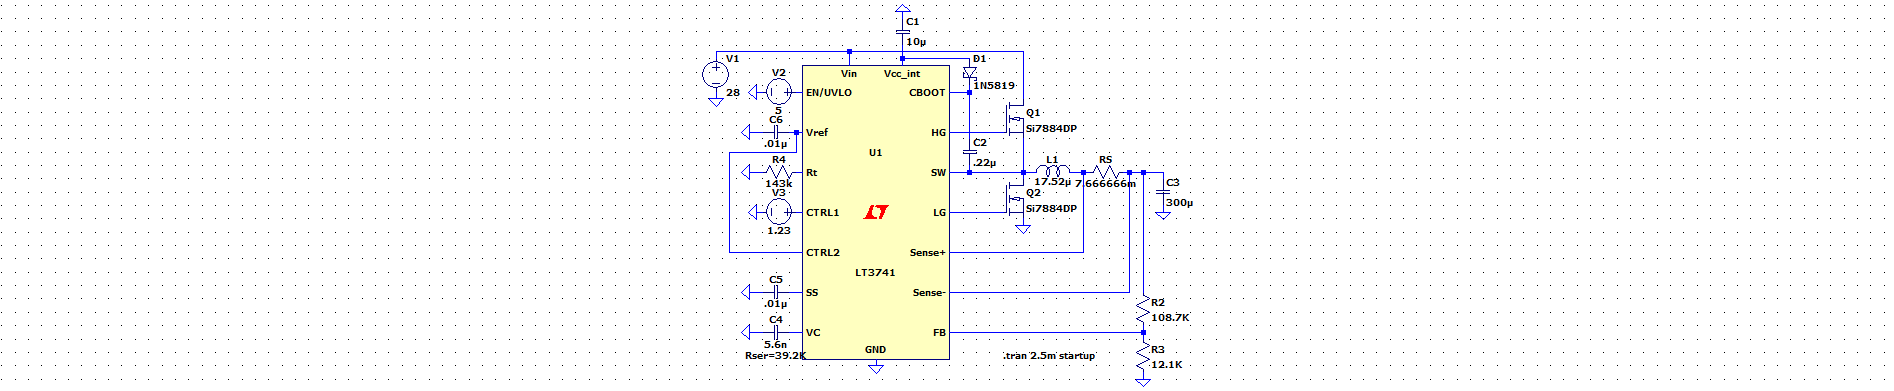 C1
10µ
V1
28
V2
5
C6
.01µ
R4
143k
V3
1.23
C5
.01µ
C4
5.6n
Rser=39.2K
Vin
Vcc_int
EN/UVLO
CBOOT
Vref
HG
U1
Rt
SW
CTRL1
LG
CTRL2
Sense+
LT3741
SS
Sense-
VC
FB
GND
D1
1N5819
Q1
Si7884DP
C2
.22µ
L1
17.52µ
RS
7.666666m
C3
300µ
Q2
Si7884DP
R2
108.7K
R3
12.1K
.tran 2.5m startup